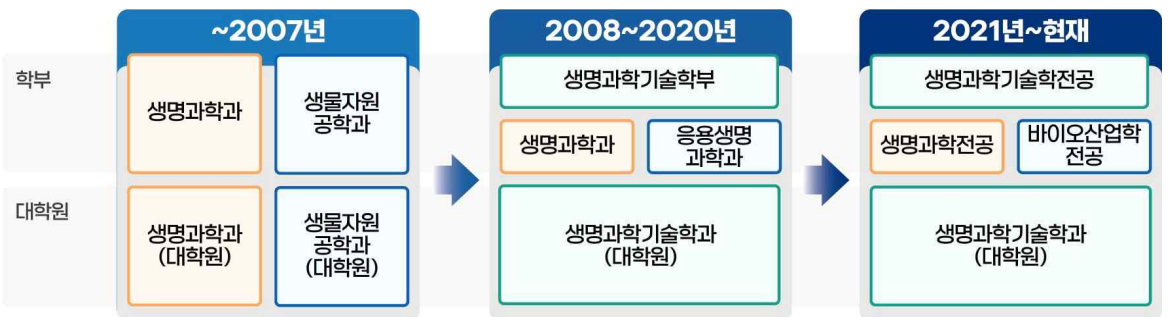 ~2007년
2008~2020년
2021년~현재
학부
생명과학과
생물자원
공학과
생명과학기술학부
생명과학과
응용생명
과학과
생명과학기술학전공
생명과학전공
바이오산업학
전공
대학원
생명과학과
(대학원)
생물자원
공학과
(대학원)
생명과학기술학과
(대학원)
생명과학기술학과
(대학원)